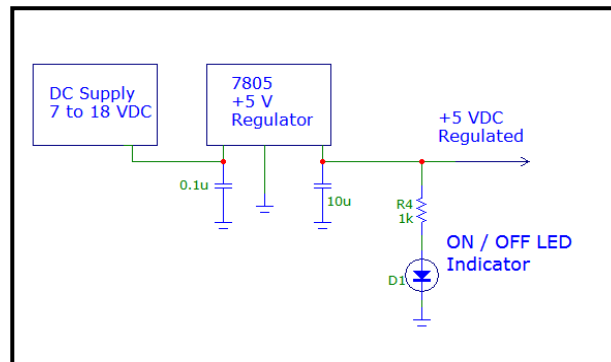 DC Supply
7 to 18 VDC
7805
+5 V
Regulator
+5 VDC
Regulated
0.1u
10u
R4
1k
ON / OFF LED
Indicator
D1